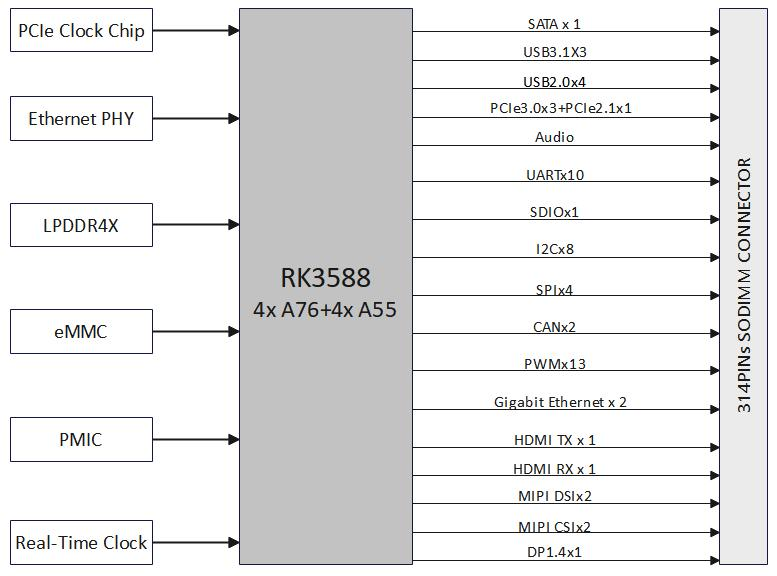 PCIe Clock Chip
Ethernet PHY
LPDDR4X
eMMC
PMIC
Real-Time Clock
RK3588
4x A76+4x A55
SATA x 1
USB3.1X3
USB2.0x4
PCIe3.0x3+PCIe2.1x1
Audio
UARTx10
SDIOx1
I2Cx8
SPIx4
CANx2
PWMx13
Gigabit Ethernet x 2
HDMI TX x 1
HDMI RX x 1
MIPI DSIx2
MIPI CSIx2
DP1.4x1
314PINs SODIMM CONNECTOR